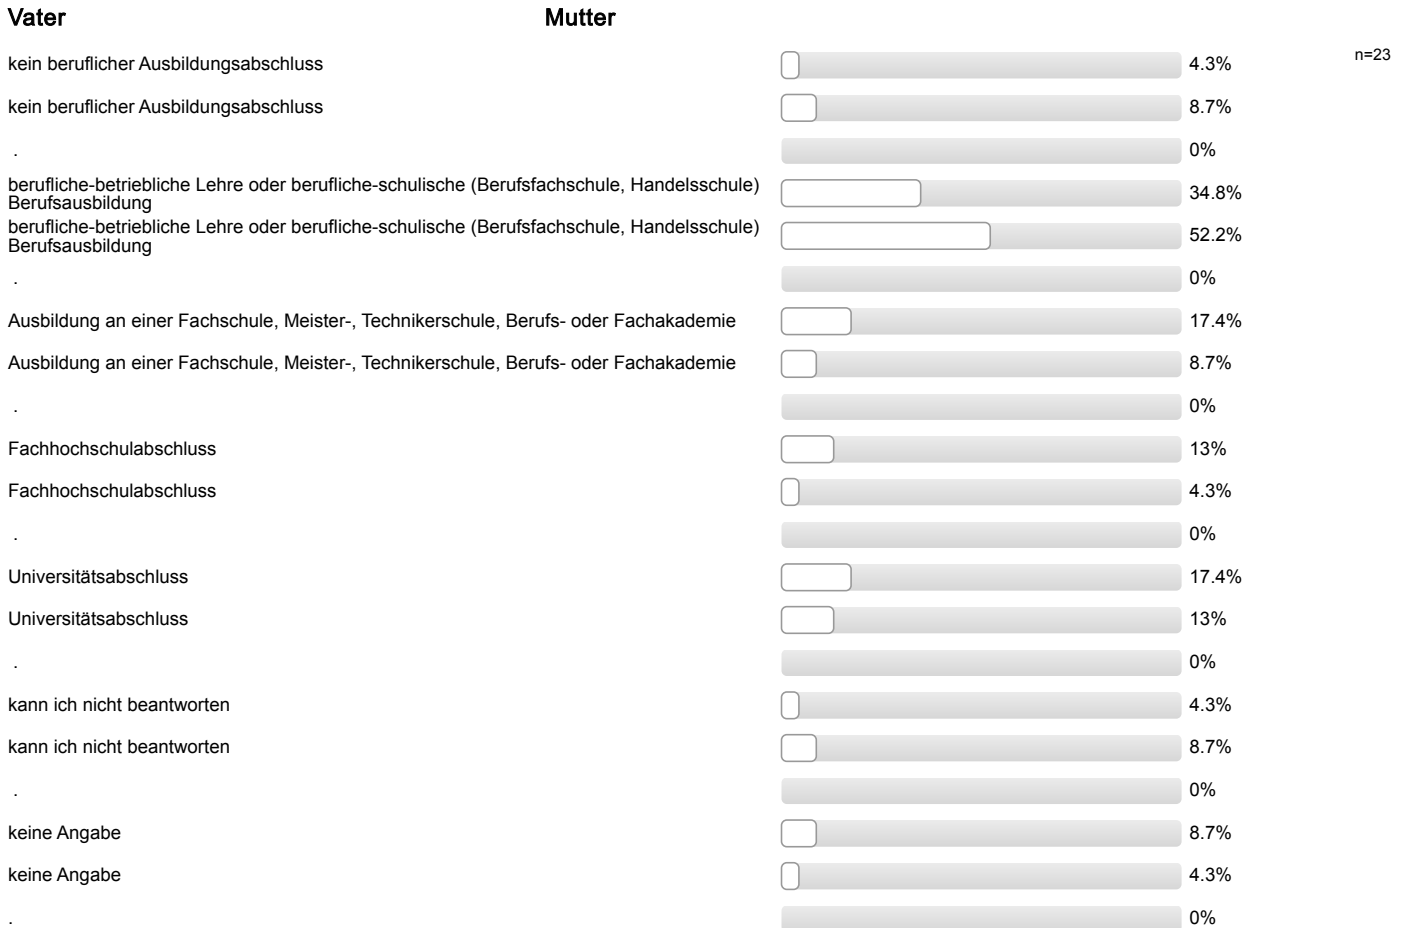 Vater Mutter
kein beruflicher Ausbildungsabschluss 4.3% n=23
kein beruflicher Ausbildungsabschluss 8.7%
. 0%
berufliche-betriebliche Lehre oder berufliche-schulische (Berufsfachschule, Handelsschule)
Berufsausbildung 34.8%
berufliche-betriebliche Lehre oder berufliche-schulische (Berufsfachschule, Handelsschule)
Berufsausbildung 52.2%
. 0%
Ausbildung an einer Fachschule, Meister-, Technikerschule, Berufs- oder Fachakademie 17.4%
Ausbildung an einer Fachschule, Meister-, Technikerschule, Berufs- oder Fachakademie 8.7%
. 0%
Fachhochschulabschluss 13%
Fachhochschulabschluss 4.3%
. 0%
Universitätsabschluss 17.4%
Universitätsabschluss 13%
. 0%
kann ich nicht beantworten 4.3%
kann ich nicht beantworten 8.7%
. 0%
keine Angabe 8.7%
keine Angabe 4.3%
. 0%